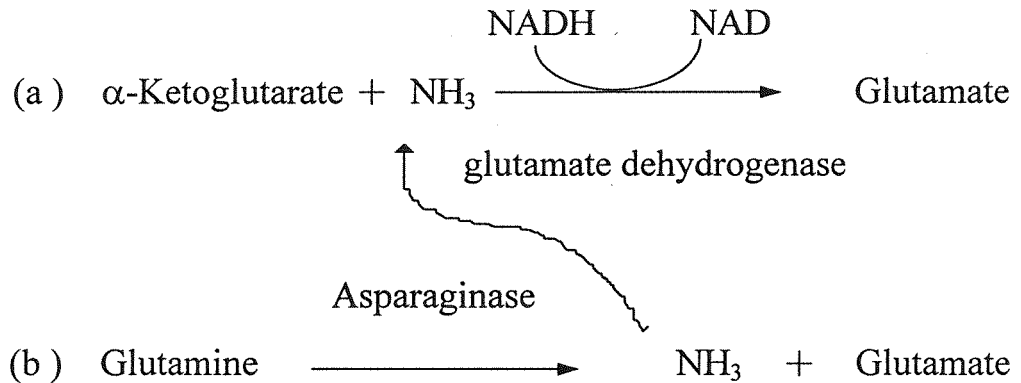 NADH NAD
(a ) α-Ketoglutarate + NH₃ Glutamate
glutamate dehydrogenase
Asparaginase
(b ) Glutamine NH₃ + Glutamate